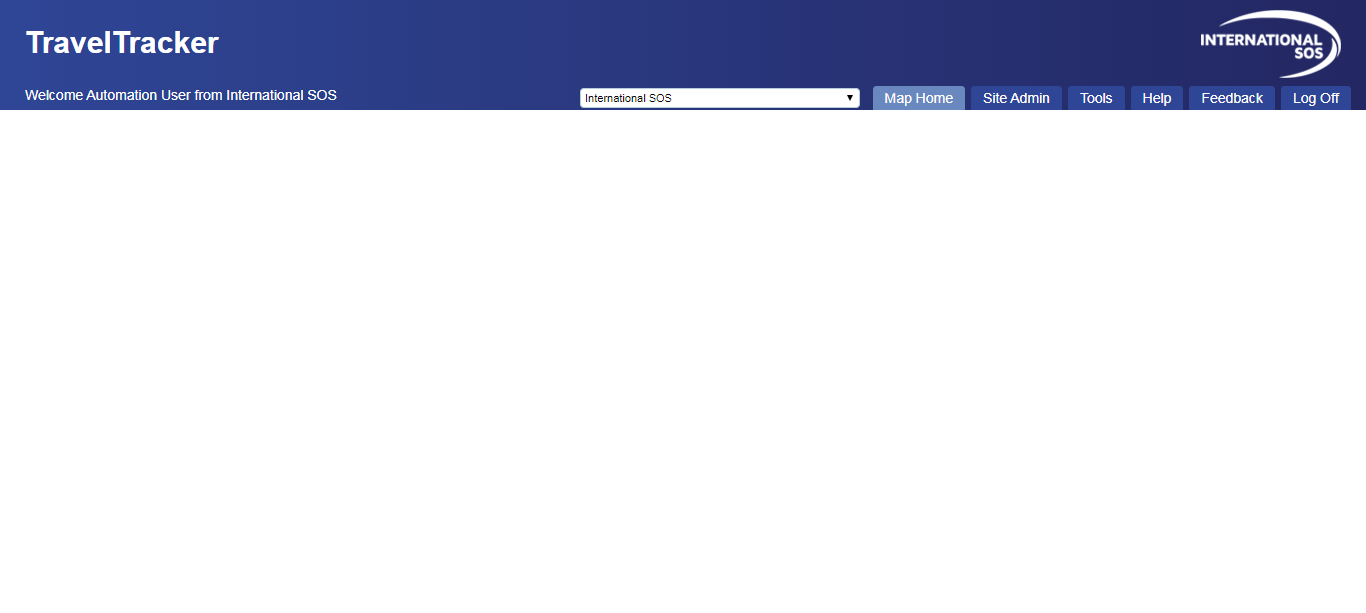 TravelTracker
INTERNATIONAL
SOS
Welcome Automation User from International SOS
International SOS
Map Home
Site Admin
Tools
Help
Feedback
Log Off